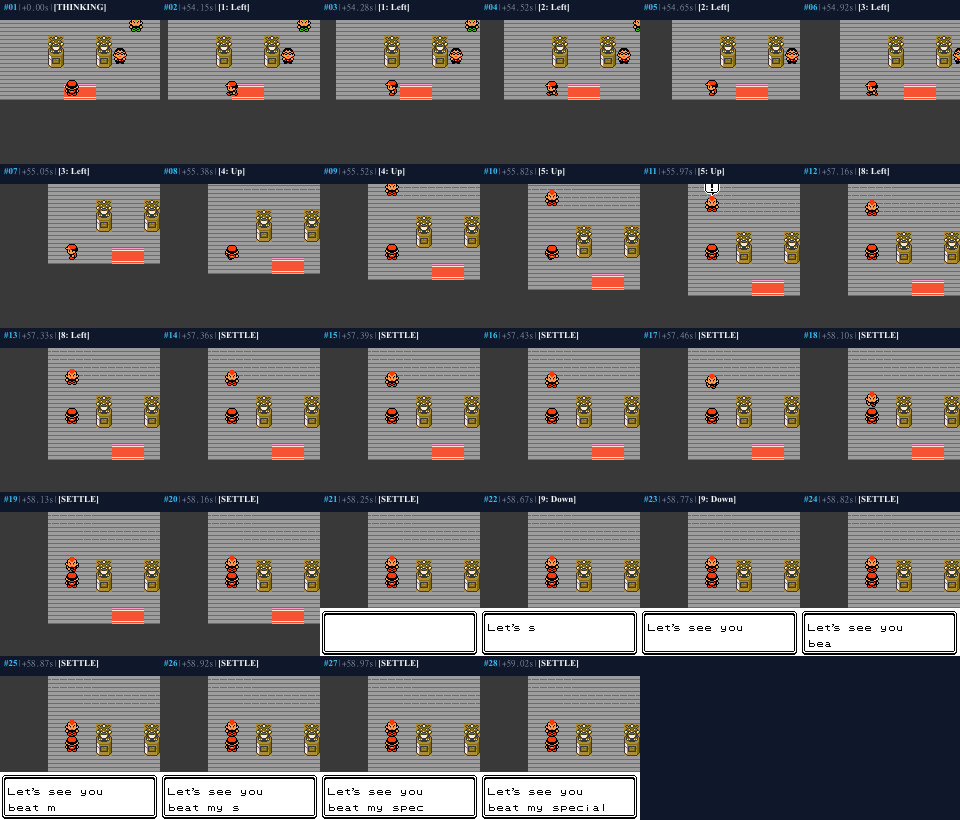 #01|+0.00s|[THINKING]
#02|+54.15s|[1: Left]
#03|+54.28s|[1: Left]
#04|+54.52s|[2: Left]
#05|+54.65s|[2: Left]
#06|+54.92s|[3: Left]
#07|+55.05s|[3: Left]
#08|+55.38s|[4: Up]
#09|+55.52s|[4: Up]
#10|+55.82s|[5: Up]
#11|+55.97s|[5: Up]
!
#12|+57.16s|[8: Left]
#13|+57.33s|[8: Left]
#14|+57.36s|[SETTLE]
#15|+57.39s|[SETTLE]
#16|+57.43s|[SETTLE]
#17|+57.46s|[SETTLE]
#18|+58.10s|[SETTLE]
#19|+58.13s|[SETTLE]
#20|+58.16s|[SETTLE]
#21|+58.25s|[SETTLE]
#22|+58.67s|[9: Down]
Let's s
#23|+58.77s|[9: Down]
Let's see you
#24|+58.82s|[SETTLE]
Let's see you
bea
#25|+58.87s|[SETTLE]
Let's see you
beat m
#26|+58.92s|[SETTLE]
Let's see you
beat my s
#27|+58.97s|[SETTLE]
Let's see you
beat my spec
#28|+59.02s|[SETTLE]
Let's see you
beat my special